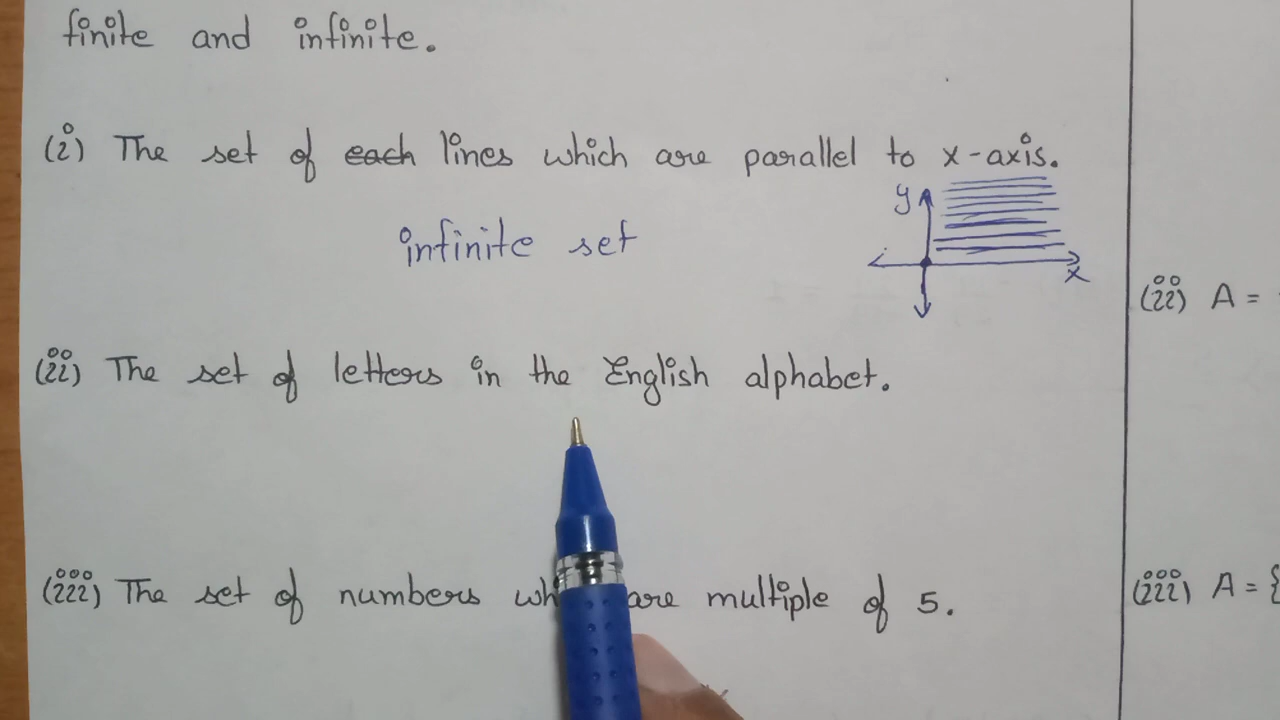 finite and infinite.
(i) The set of each lines which are parallel to x-axis.
y
infinite set
x
(ii) A =
(ii) The set of letters in the English alphabet.
(iii) The set of numbers are multiple of 5.
(iii) A = {